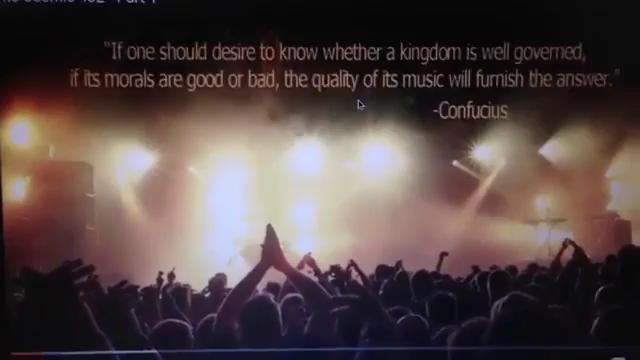 "If one should desire to know whether a kingdom is well governed,
if its morals are good or bad, the quality of its music will furnish the answer."
-Confucius